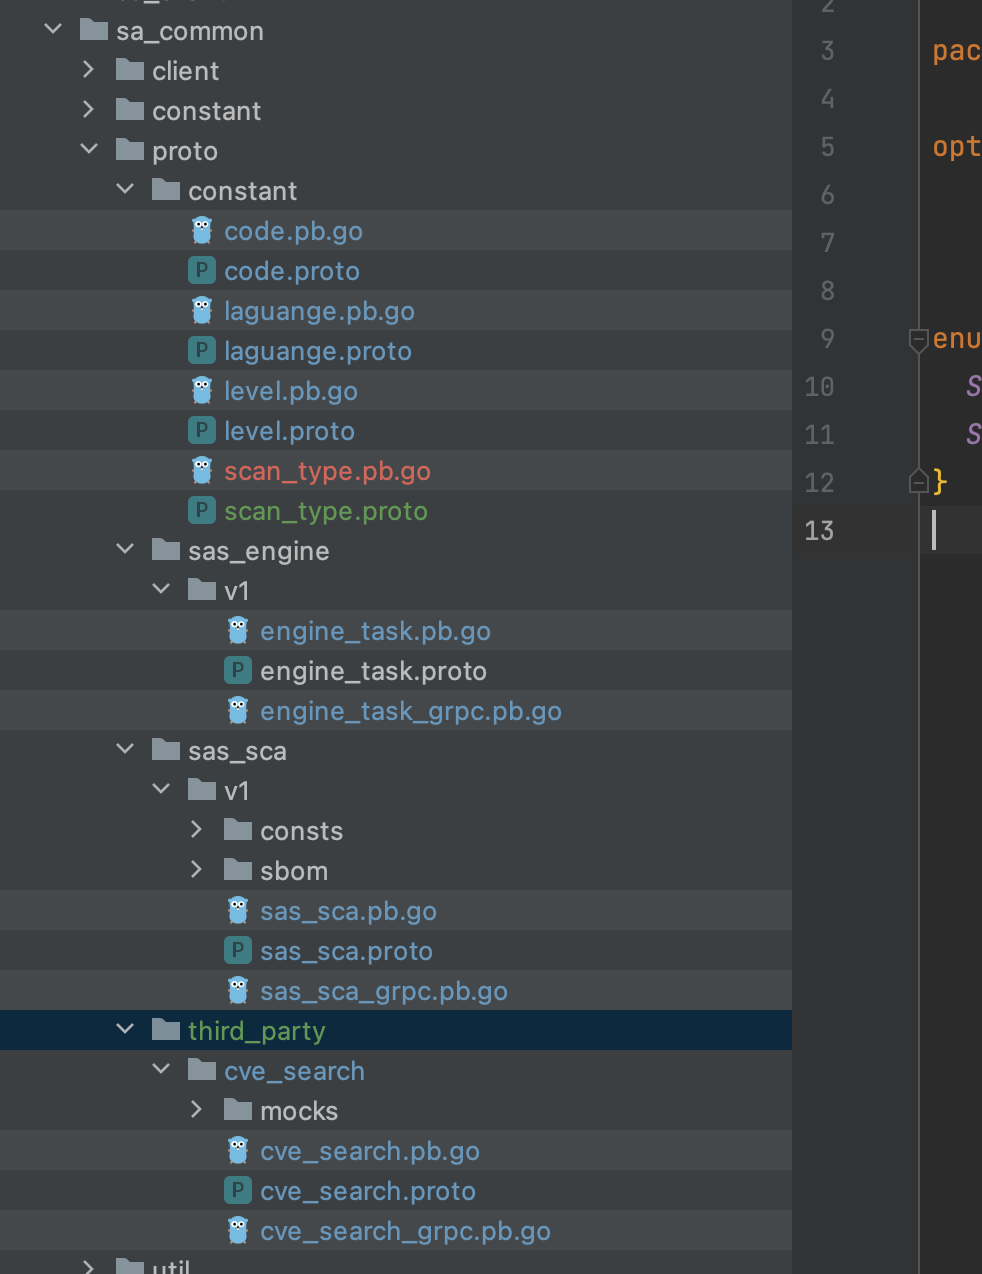 sa_common
client
constant
proto
constant
code.pb.go
P code.proto
laguange.pb.go
P laguange.proto
level.pb.go
P level.proto
scan_type.pb.go
P scan_type.proto
sas_engine
v1
engine_task.pb.go
P engine_task.proto
engine_task_grpc.pb.go
sas_sca
v1
consts
sbom
sas_sca.pb.go
P sas_sca.proto
sas_sca_grpc.pb.go
third_party
cve_search
mocks
cve_search.pb.go
P cve_search.proto
cve_search_grpc.pb.go
util
2
3 pac
4
5 opt
6
7
8
9 enu
10 S
11 S
12 }
13